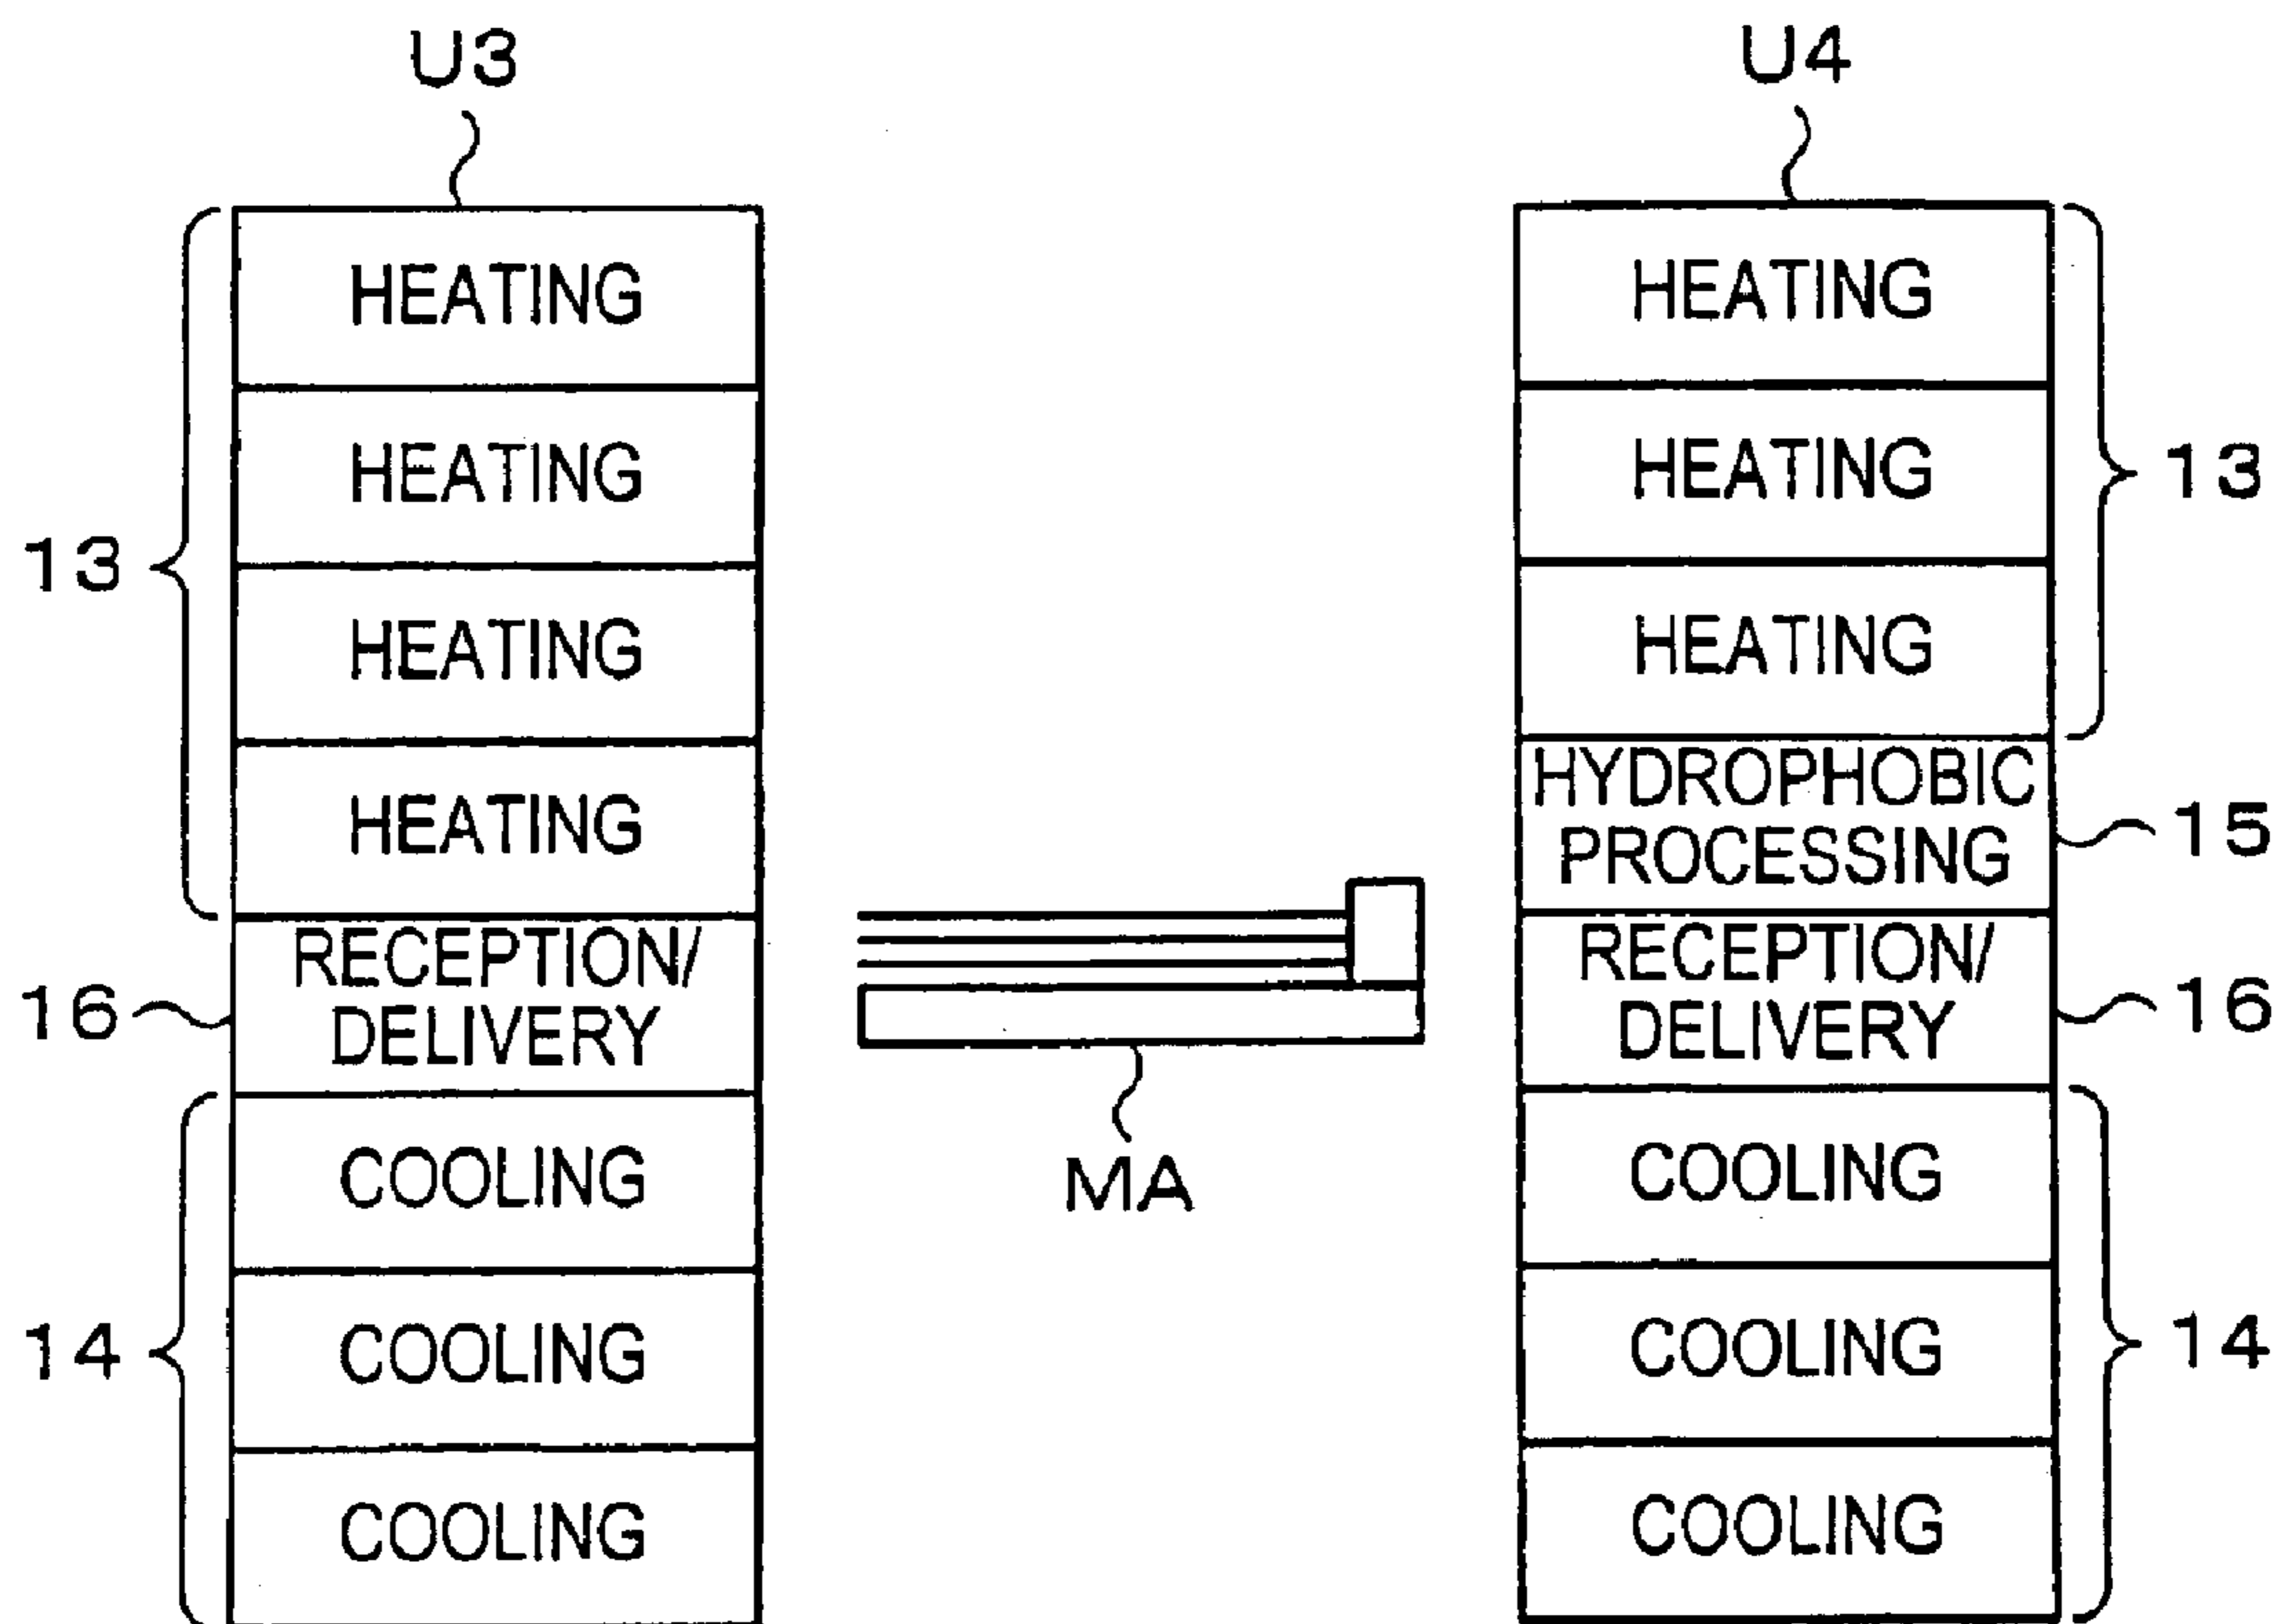 U3
HEATING
HEATING
HEATING
HEATING
RECEPTION/
DELIVERY
COOLING
COOLING
COOLING
13
16
14
MA
U4
HEATING
HEATING
HEATING
HYDROPHOBIC
PROCESSING
RECEPTION/
DELIVERY
COOLING
COOLING
COOLING
13
15
16
14